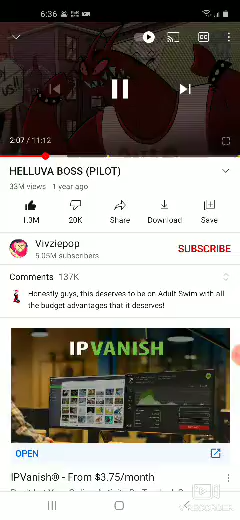 6:36
2:07 / 11:12
HELLUVA BOSS (PILOT)
33M views · 1 year ago
1.3M
20K
Share
Download
Save
Vivziepop
5.05M subscribers
SUBSCRIBE
Comments 137K
Honestly guys, this deserves to be on Adult Swim with all
the budget advantages that it deserves!
IPVANISH
OPEN
IPVanish® - From $3.75/month